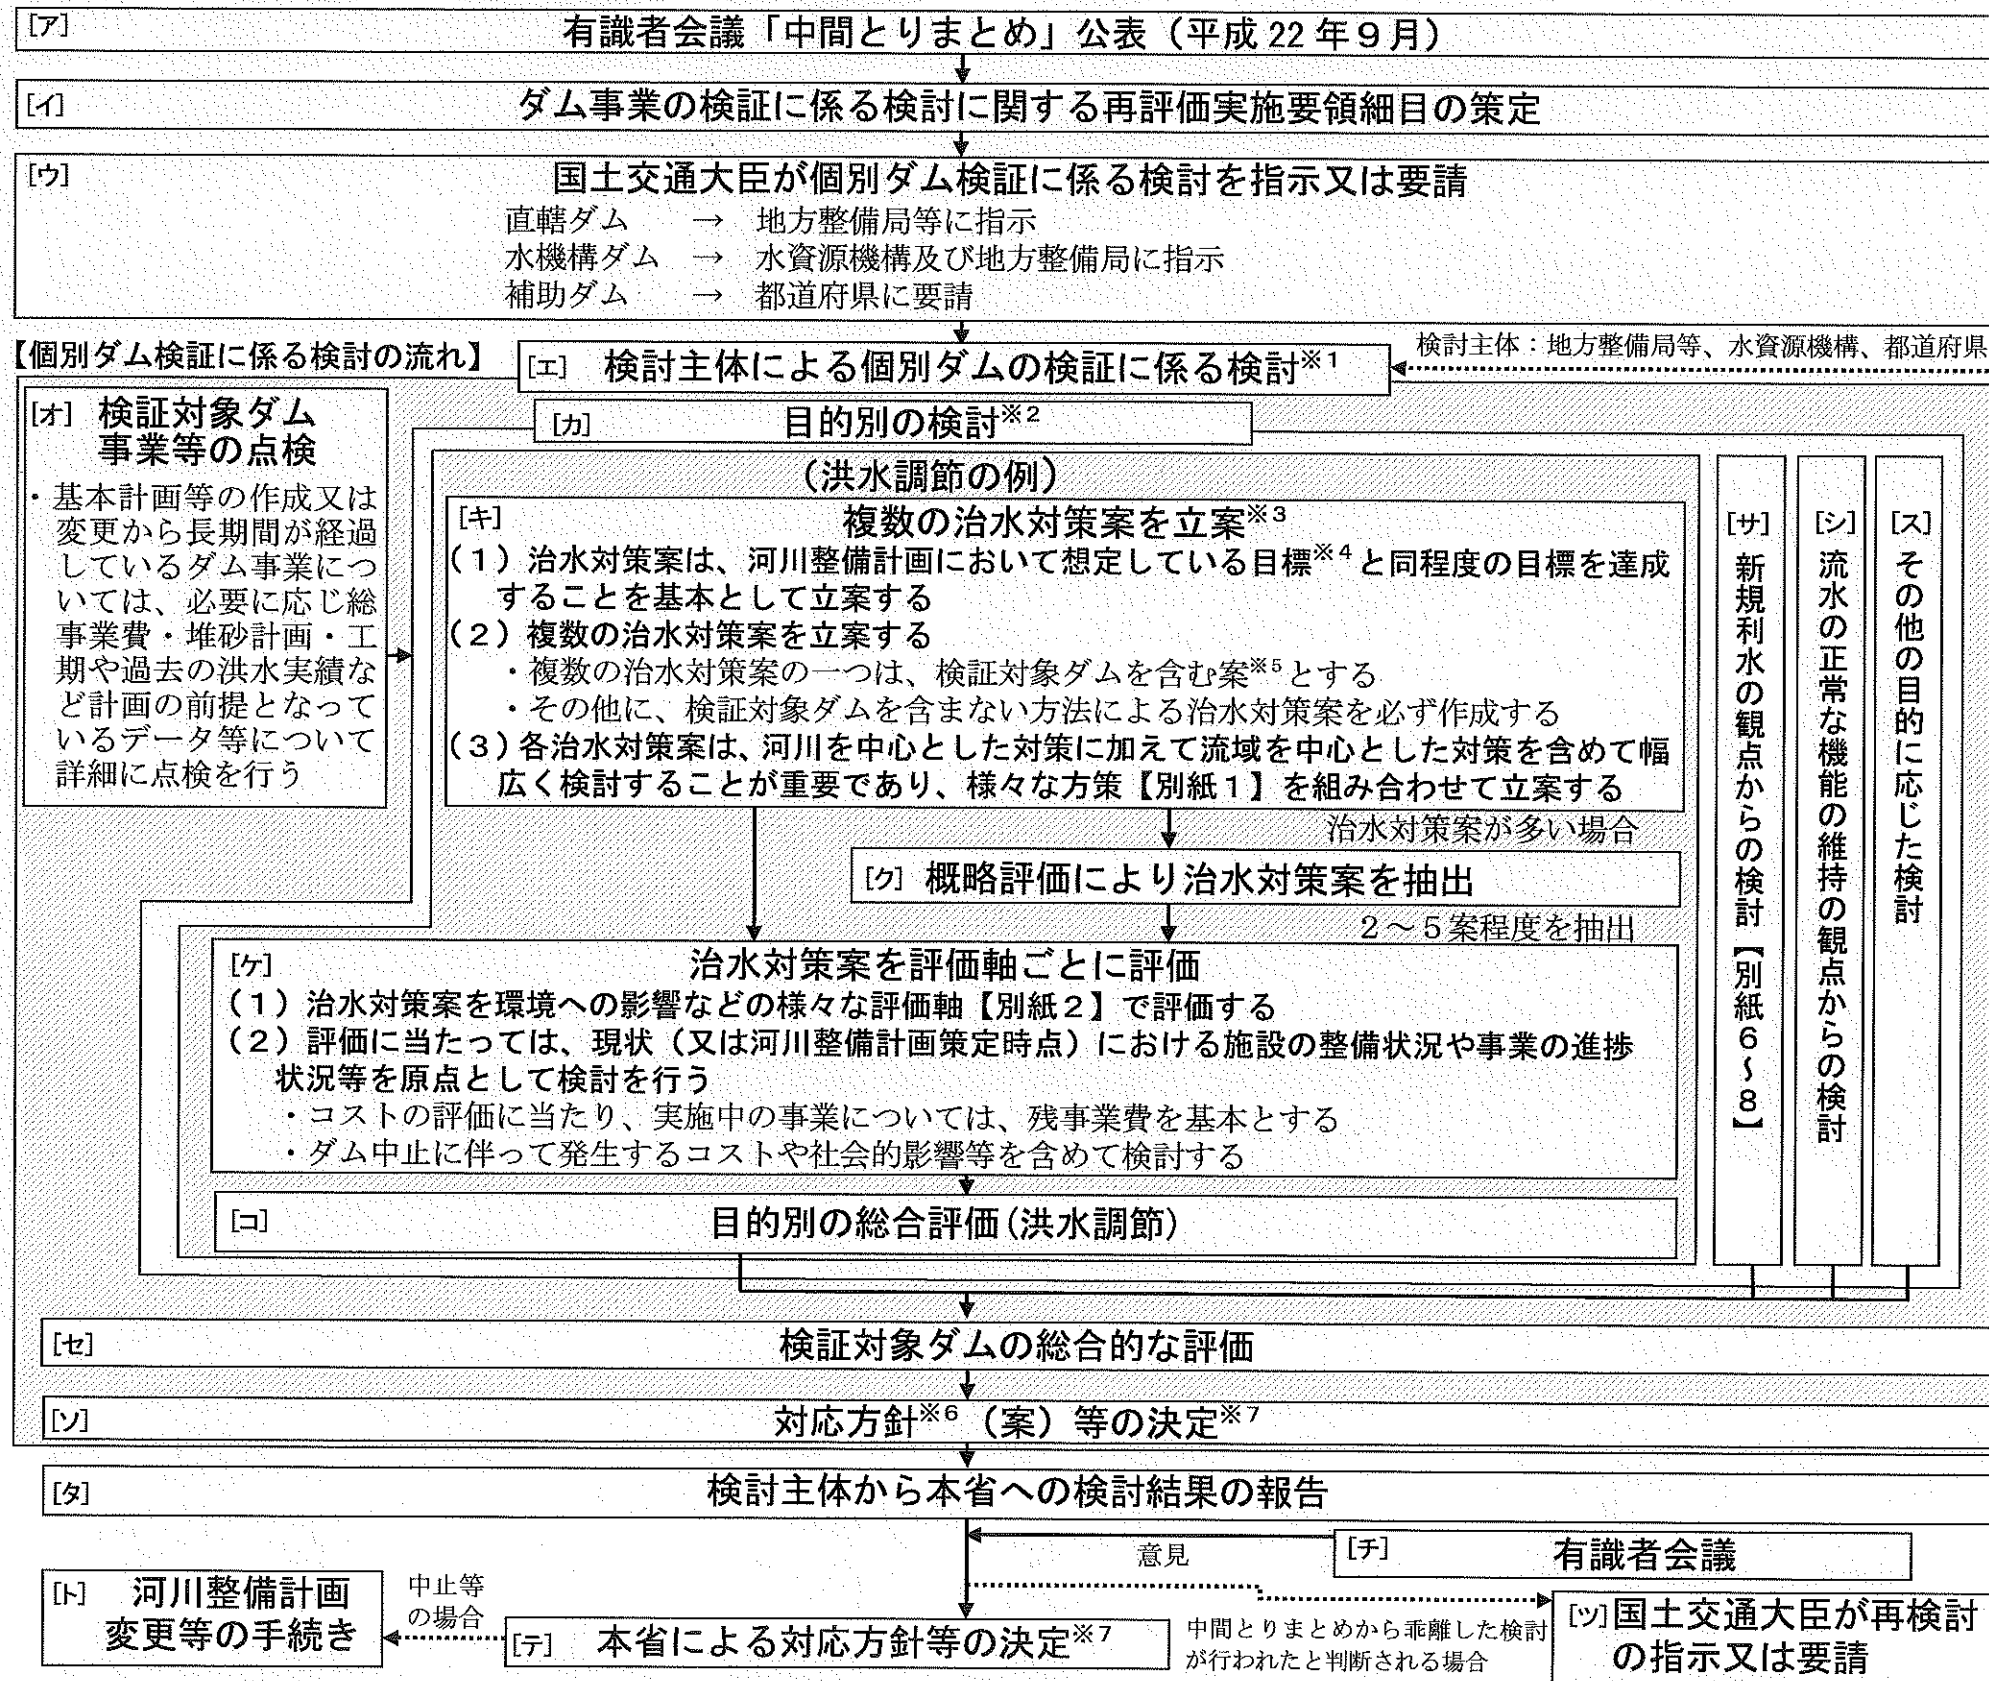 [ア] 有識者会議「中間とりまとめ」公表（平成 22 年９月）
[イ] ダム事業の検証に係る検討に関する再評価実施要領細目の策定
[ウ] 国土交通大臣が個別ダム検証に係る検討を指示又は要請
直轄ダム → 地方整備局等に指示
水機構ダム → 水資源機構及び地方整備局に指示
補助ダム → 都道府県に要請
【個別ダム検証に係る検討の流れ】
[エ] 検討主体による個別ダムの検証に係る検討※1
検討主体：地方整備局等、水資源機構、都道府県
[オ] 検証対象ダム
事業等の点検
・基本計画等の作成又は
変更から長期間が経過
しているダム事業につ
いては、必要に応じ総
事業費・堆砂計画・工
期や過去の洪水実績な
ど計画の前提となって
いるデータ等について
詳細に点検を行う
[カ] 目的別の検討※2
（洪水調節の例）
[キ] 複数の治水対策案を立案※3
（１）治水対策案は、河川整備計画において想定している目標※4と同程度の目標を達成
することを基本として立案する
（２）複数の治水対策案を立案する
・複数の治水対策案の一つは、検証対象ダムを含む案※5とする
・その他に、検証対象ダムを含まない方法による治水対策案を必ず作成する
（３）各治水対策案は、河川を中心とした対策に加えて流域を中心とした対策を含めて幅
広く検討することが重要であり、様々な方策【別紙１】を組み合わせて立案する
治水対策案が多い場合
[ク] 概略評価により治水対策案を抽出
２～５案程度を抽出
[ケ] 治水対策案を評価軸ごとに評価
（１）治水対策案を環境への影響などの様々な評価軸【別紙２】で評価する
（２）評価に当たっては、現状（又は河川整備計画策定時点）における施設の整備状況や事業の進捗
状況等を原点として検討を行う
・コストの評価に当たり、実施中の事業については、残事業費を基本とする
・ダム中止に伴って発生するコストや社会的影響等を含めて検討する
[コ] 目的別の総合評価(洪水調節)
[サ] 新規利水の観点からの検討【別紙６～８】
[シ] 流水の正常な機能の維持の観点からの検討
[ス] その他の目的に応じた検討
[セ] 検証対象ダムの総合的な評価
[ソ] 対応方針※6（案）等の決定※7
[タ] 検討主体から本省への検討結果の報告
意見
[チ] 有識者会議
[ト] 河川整備計画
変更等の手続き
中止等
の場合
[テ] 本省による対応方針等の決定※7
中間とりまとめから乖離した検討
が行われたと判断される場合
[ツ] 国土交通大臣が再検討
の指示又は要請